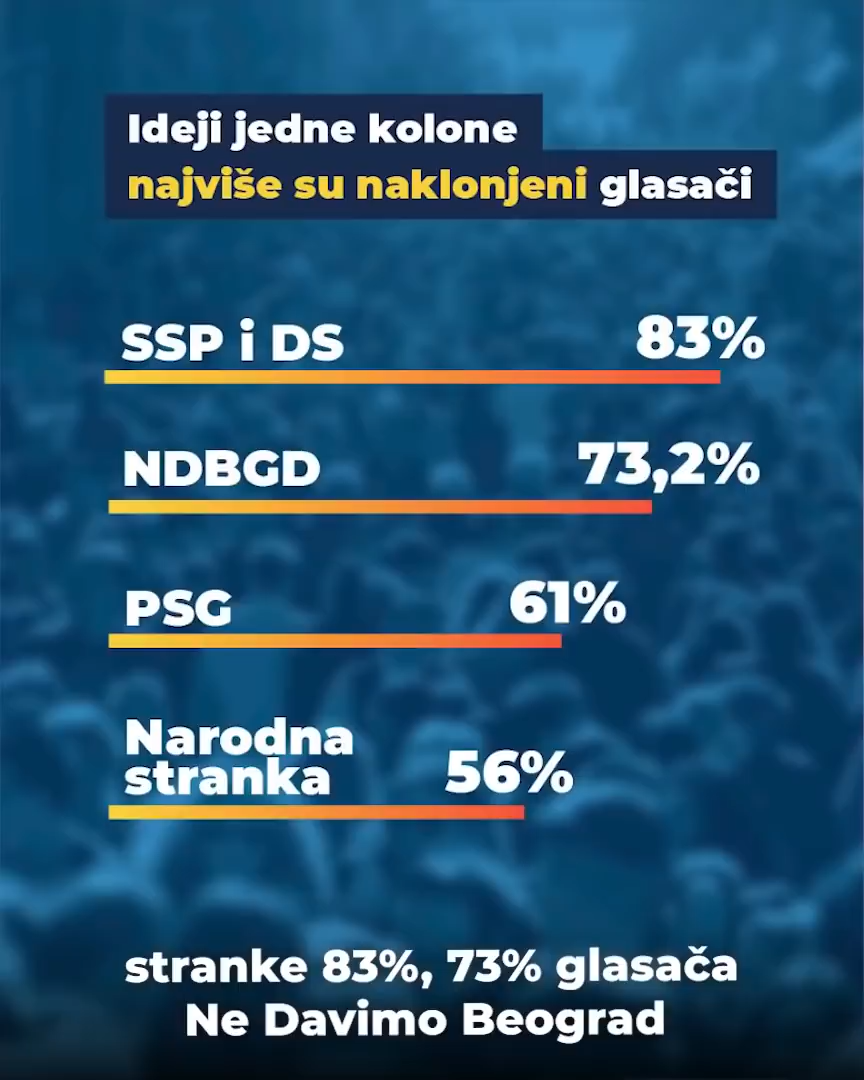 Ideji jedne kolone
najviše su naklonjeni glasači
SSP i DS 83%
NDBGD 73,2%
PSG 61%
Narodna
stranka 56%
stranke 83%, 73% glasača
Ne Davimo Beograd